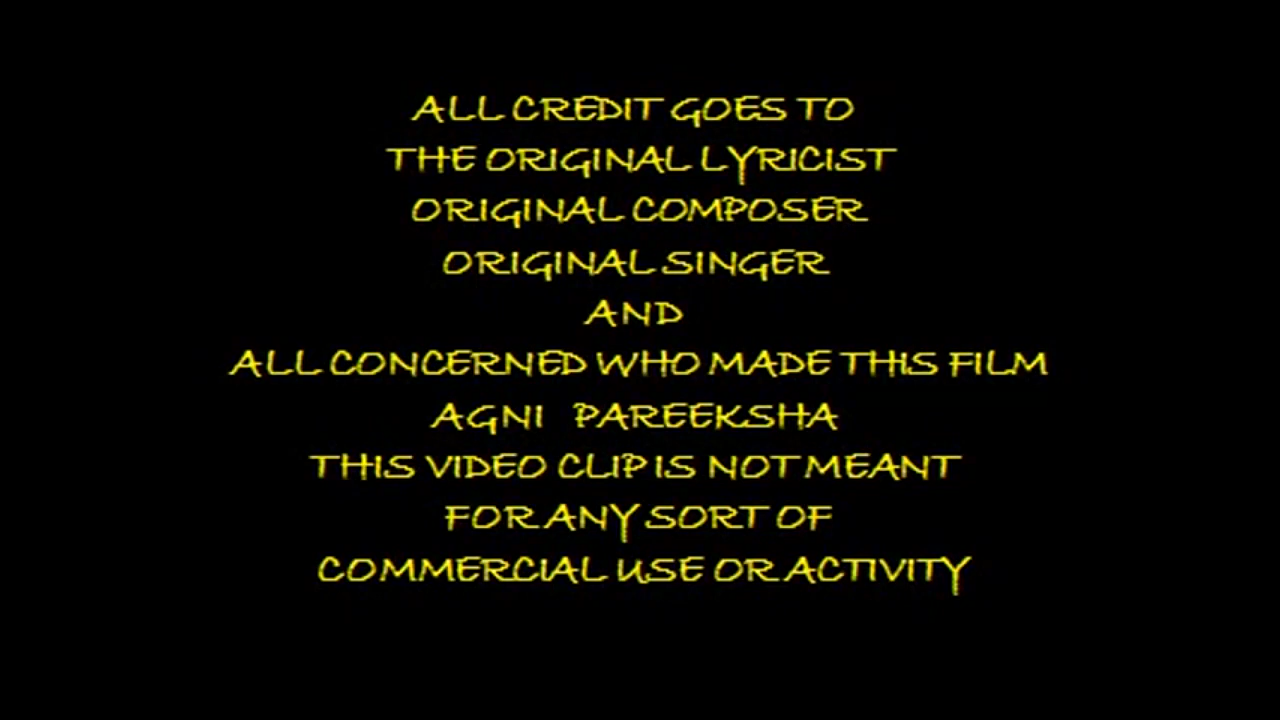 ALL CREDIT GOES TO
THE ORIGINAL LYRICIST
ORIGINAL COMPOSER
ORIGINAL SINGER
AND
ALL CONCERNED WHO MADE THIS FILM
AGNI PAREEKSHA
THIS VIDEO CLIP IS NOT MEANT
FOR ANY SORT OF
COMMERCIAL USE OR ACTIVITY